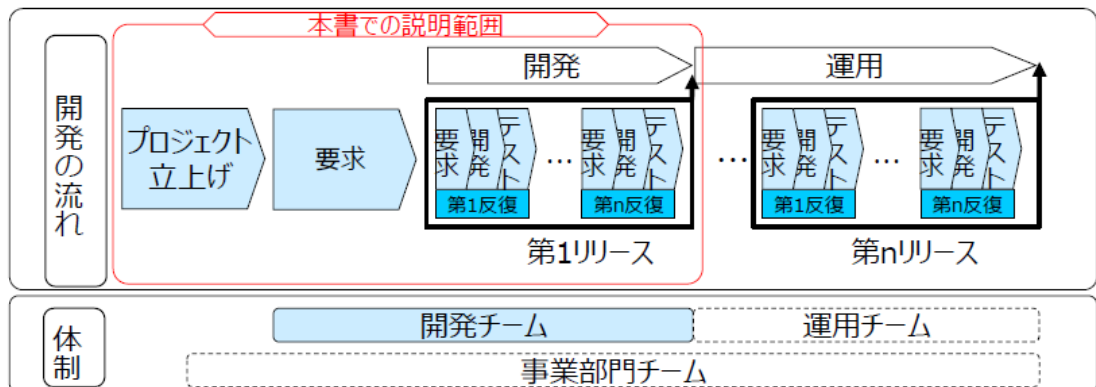 本書での説明範囲
開発の流れ
開発
運用
プロジェクト
立上げ
要求
要求
開発
テスト
…
要求
開発
テスト
…
要求
開発
テスト
…
要求
開発
テスト
第1反復
第n反復
第1反復
第n反復
第1リリース
第nリリース
体制
開発チーム
運用チーム
事業部門チーム